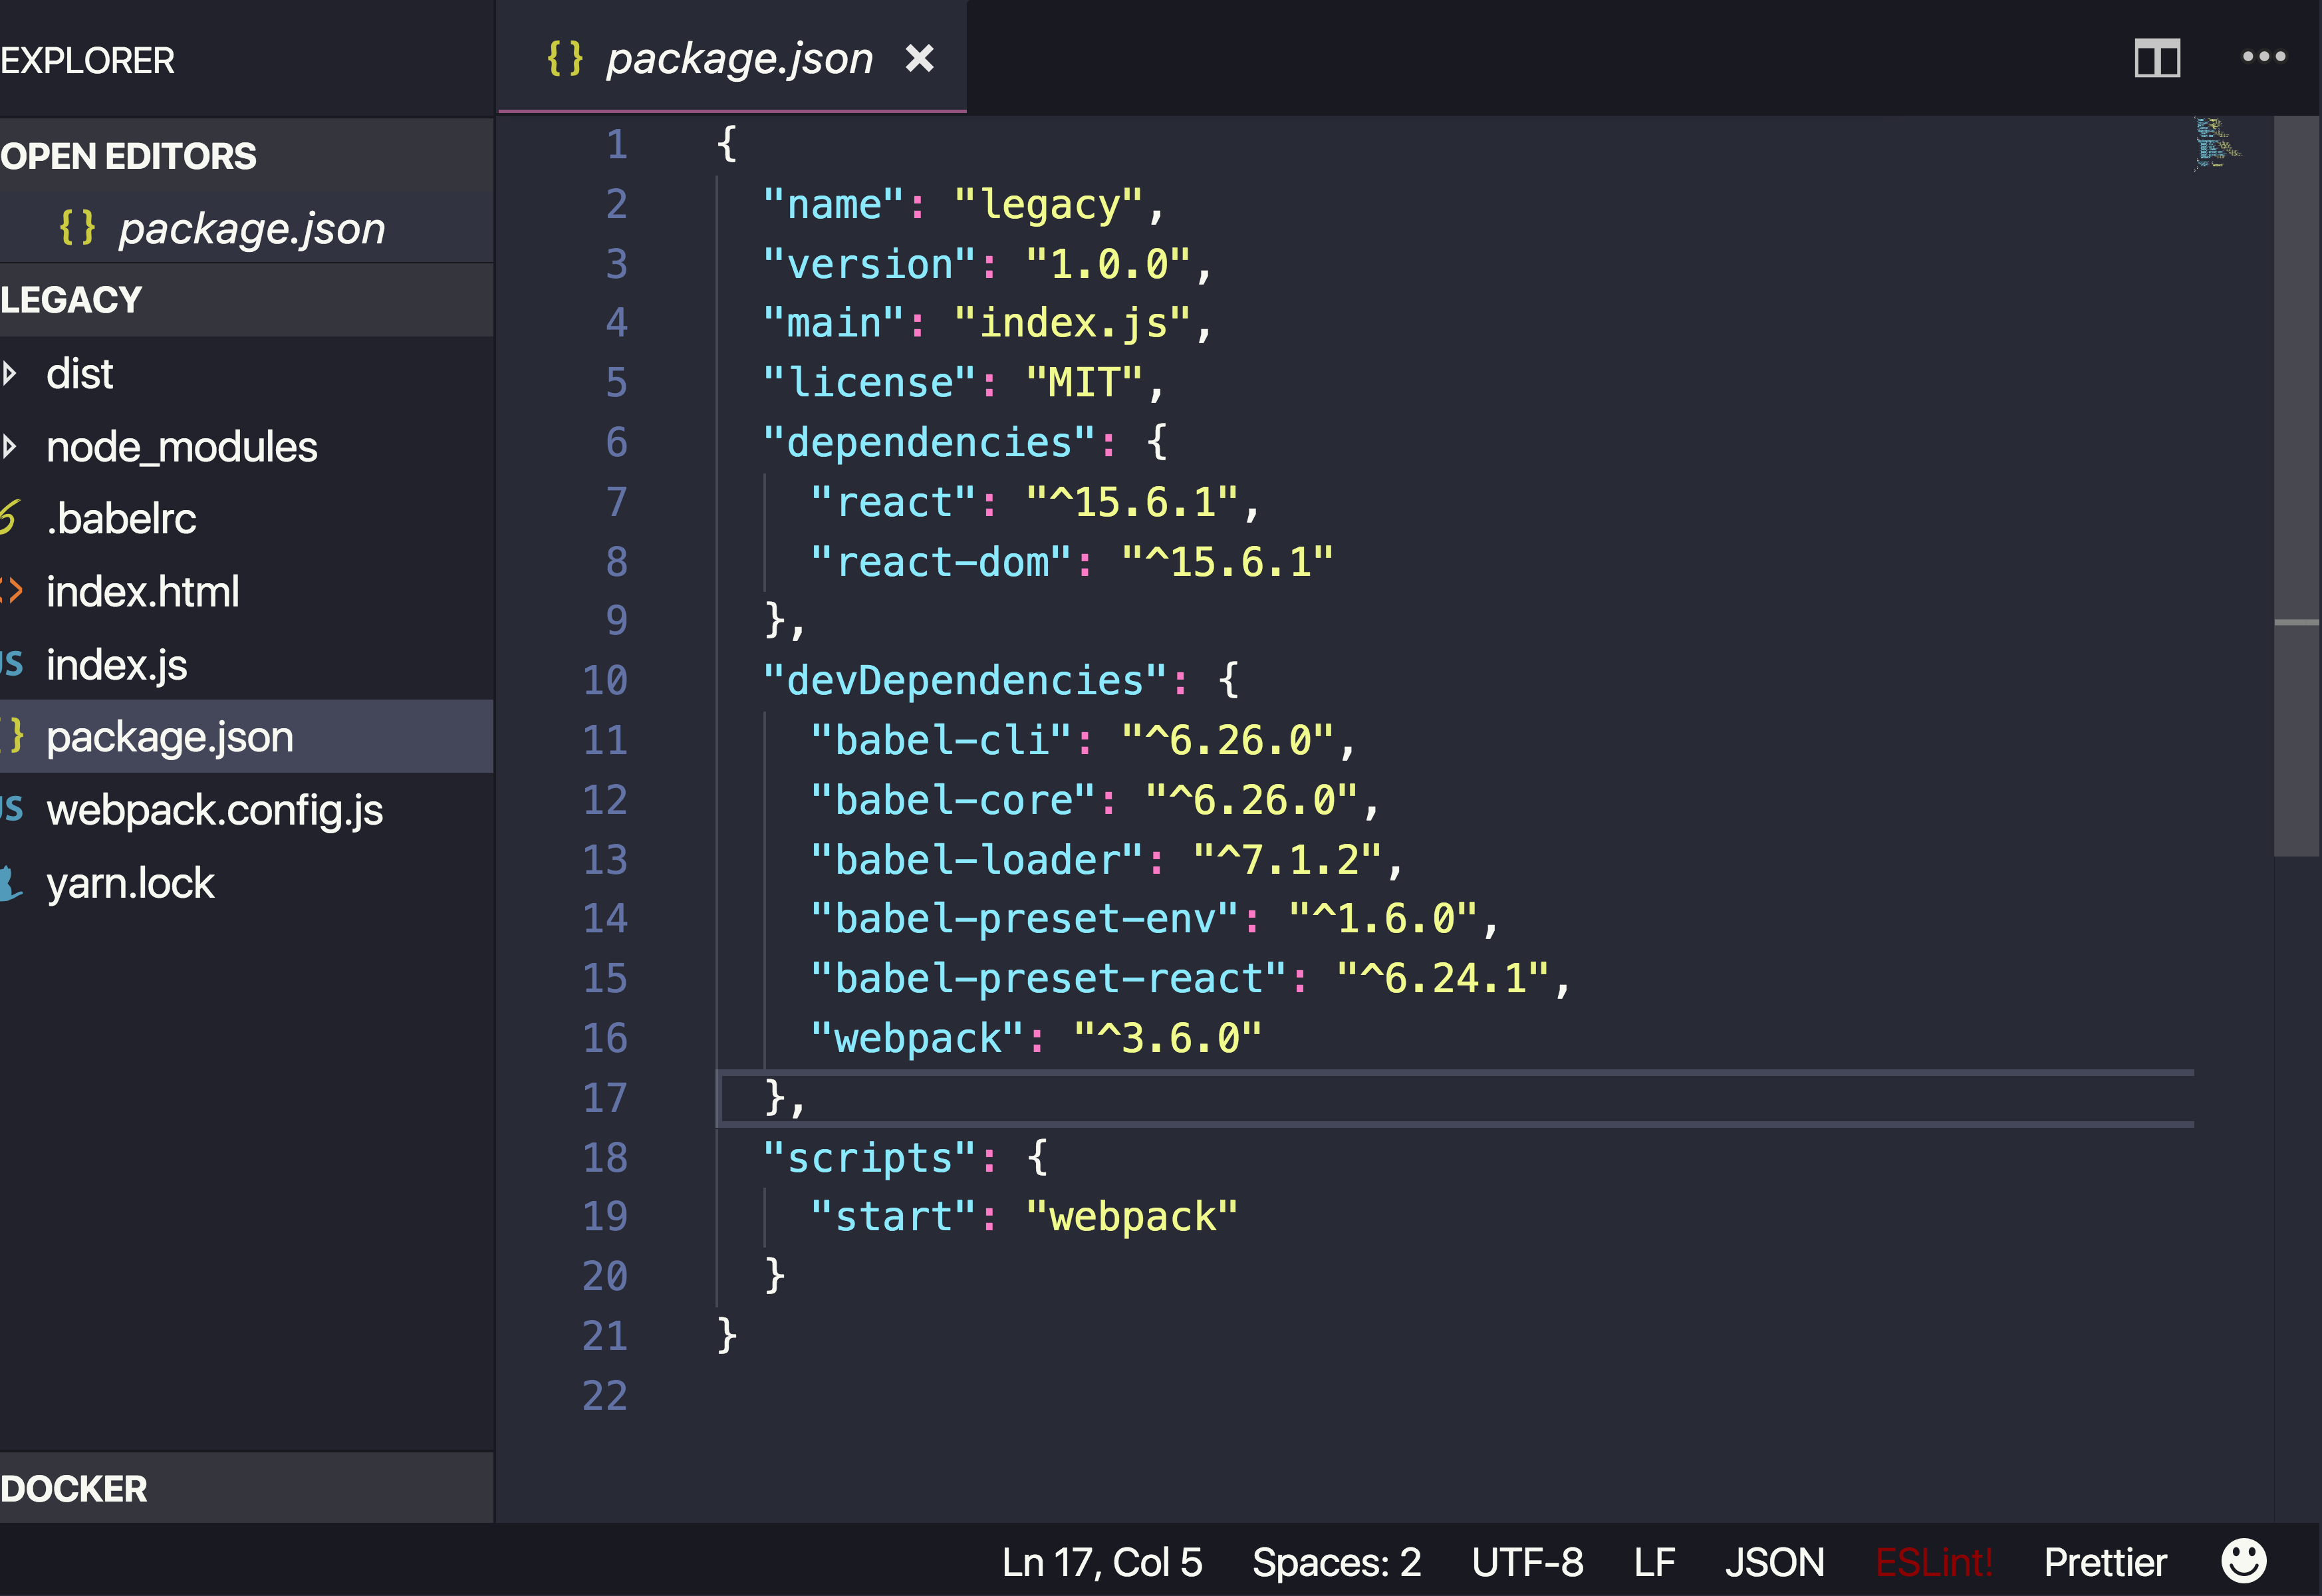 EXPLORER
OPEN EDITORS
{ } package.json
LEGACY
dist
node_modules
.babelrc
index.html
JS index.js
package.json
JS webpack.config.js
yarn.lock
DOCKER
{ } package.json ×
1 {
2 "name": "legacy",
3 "version": "1.0.0",
4 "main": "index.js",
5 "license": "MIT",
6 "dependencies": {
7 "react": "^15.6.1",
8 "react-dom": "^15.6.1"
9 },
10 "devDependencies": {
11 "babel-cli": "^6.26.0",
12 "babel-core": "^6.26.0",
13 "babel-loader": "^7.1.2",
14 "babel-preset-env": "^1.6.0",
15 "babel-preset-react": "^6.24.1",
16 "webpack": "^3.6.0"
17 },
18 "scripts": {
19 "start": "webpack"
20 }
21 }
22
Ln 17, Col 5 Spaces: 2 UTF-8 LF JSON ESLint! Prettier